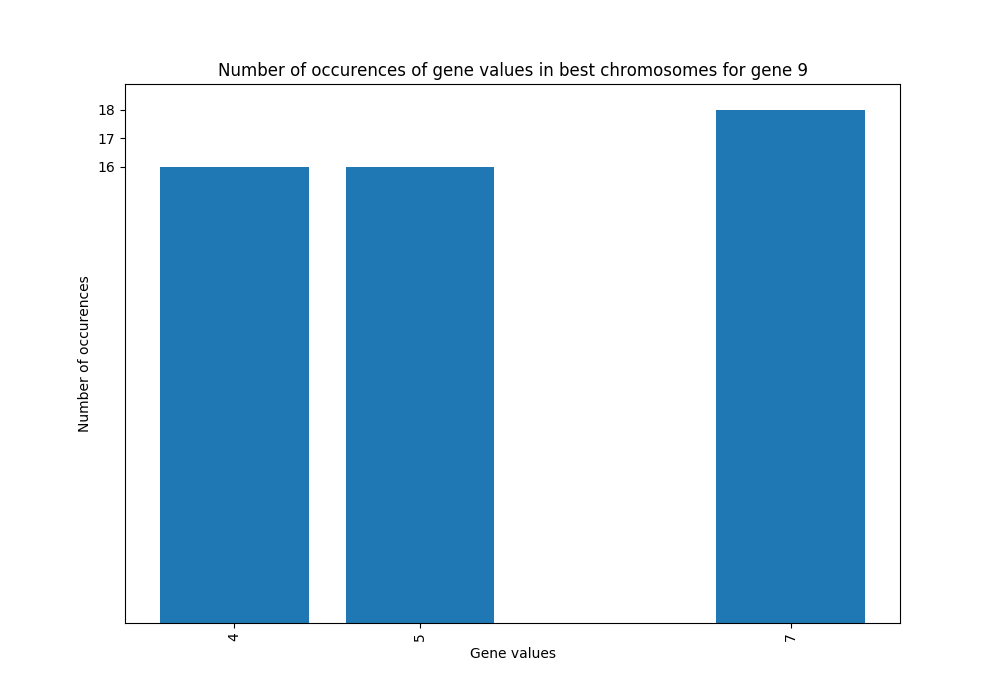 Number of occurences of gene values in best chromosomes for gene 9
18
17
16
Number of occurences
4
5
7
Gene values